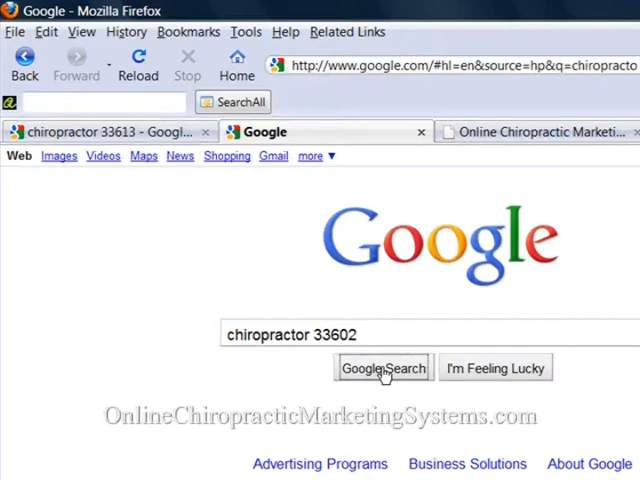 Google - Mozilla Firefox
File Edit View History Bookmarks Tools Help Related Links
Back Forward Reload Stop Home http://www.google.com/#hl=en&source=hp&q=chiropracto
a SearchAll
chiropractor 33613 - Googl... × Google × Online Chiropractic Marketi... ×
Web Images Videos Maps News Shopping Gmail more ▼
Google
chiropractor 33602
Google Search I'm Feeling Lucky
OnlineChiropracticMarketingSystems.com
Advertising Programs Business Solutions About Google